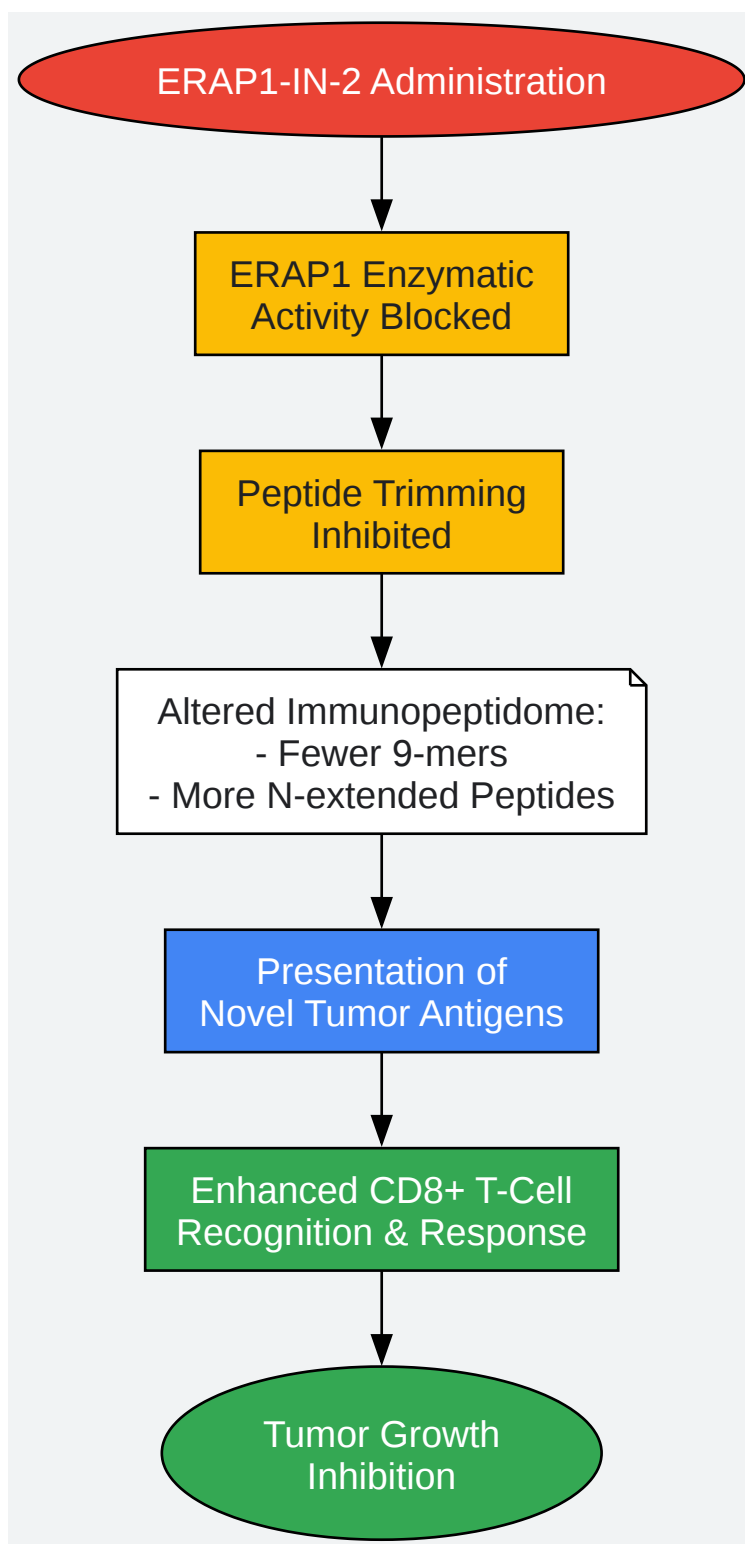 ERAP1-IN-2 Administration
ERAP1 Enzymatic
Activity Blocked
Peptide Trimming
Inhibited
Altered Immunopeptidome:
- Fewer 9-mers
- More N-extended Peptides
Presentation of
Novel Tumor Antigens
Enhanced CD8+ T-Cell
Recognition & Response
Tumor Growth
Inhibition